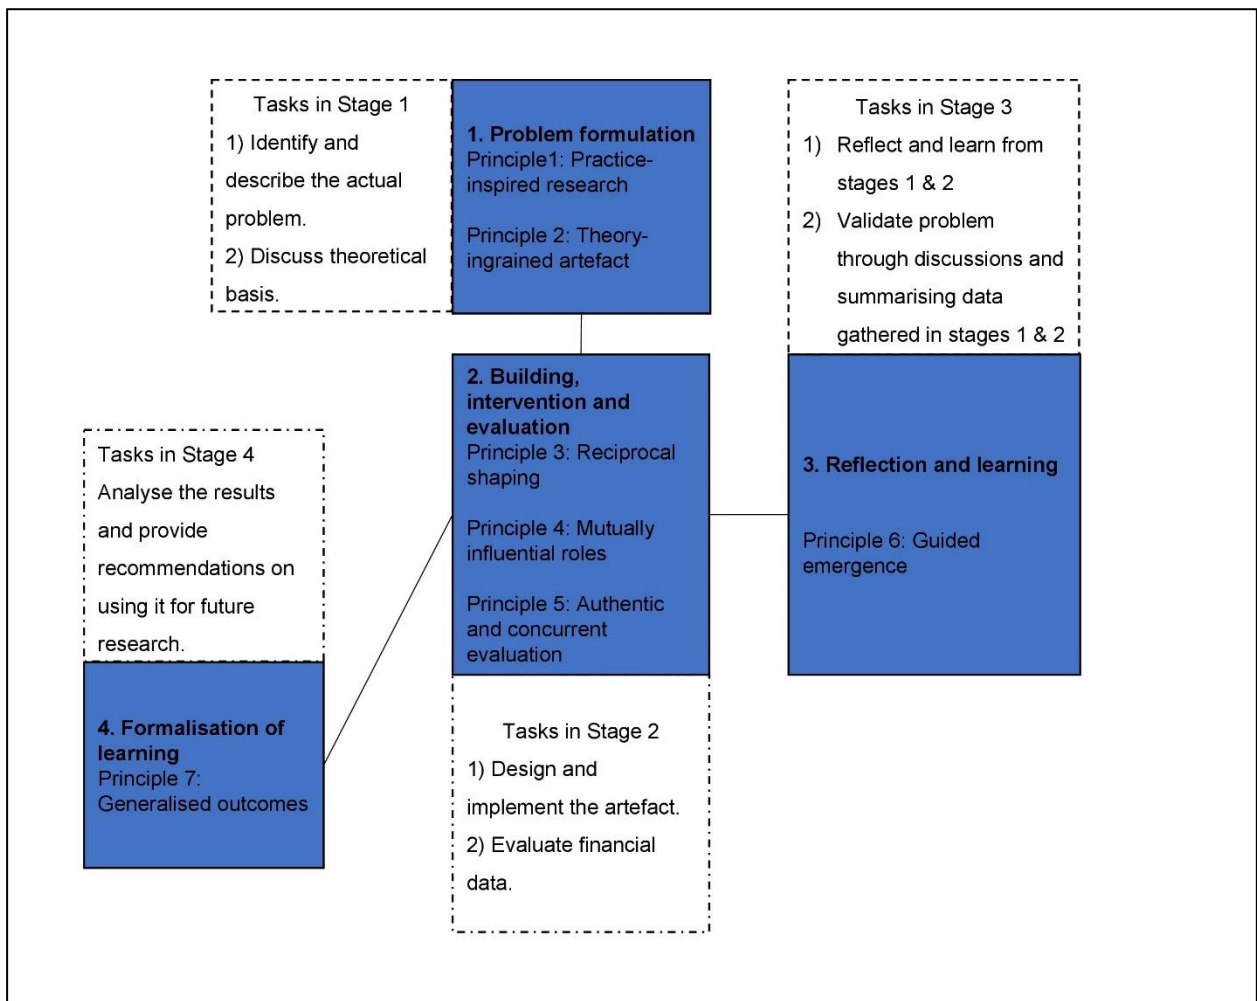 Tasks in Stage 1
1) Identify and
describe the actual
problem.
2) Discuss theoretical
basis.
1. Problem formulation
Principle1: Practice-
inspired research
Principle 2: Theory-
ingrained artefact
Tasks in Stage 3
1) Reflect and learn from
stages 1 & 2
2) Validate problem
through discussions and
summarising data
gathered in stages 1 & 2
2. Building,
intervention and
evaluation
Principle 3: Reciprocal
shaping
Principle 4: Mutually
influential roles
Principle 5: Authentic
and concurrent
evaluation
3. Reflection and learning
Principle 6: Guided
emergence
Tasks in Stage 4
Analyse the results
and provide
recommendations on
using it for future
research.
4. Formalisation of
learning
Principle 7:
Generalised outcomes
Tasks in Stage 2
1) Design and
implement the artefact.
2) Evaluate financial
data.